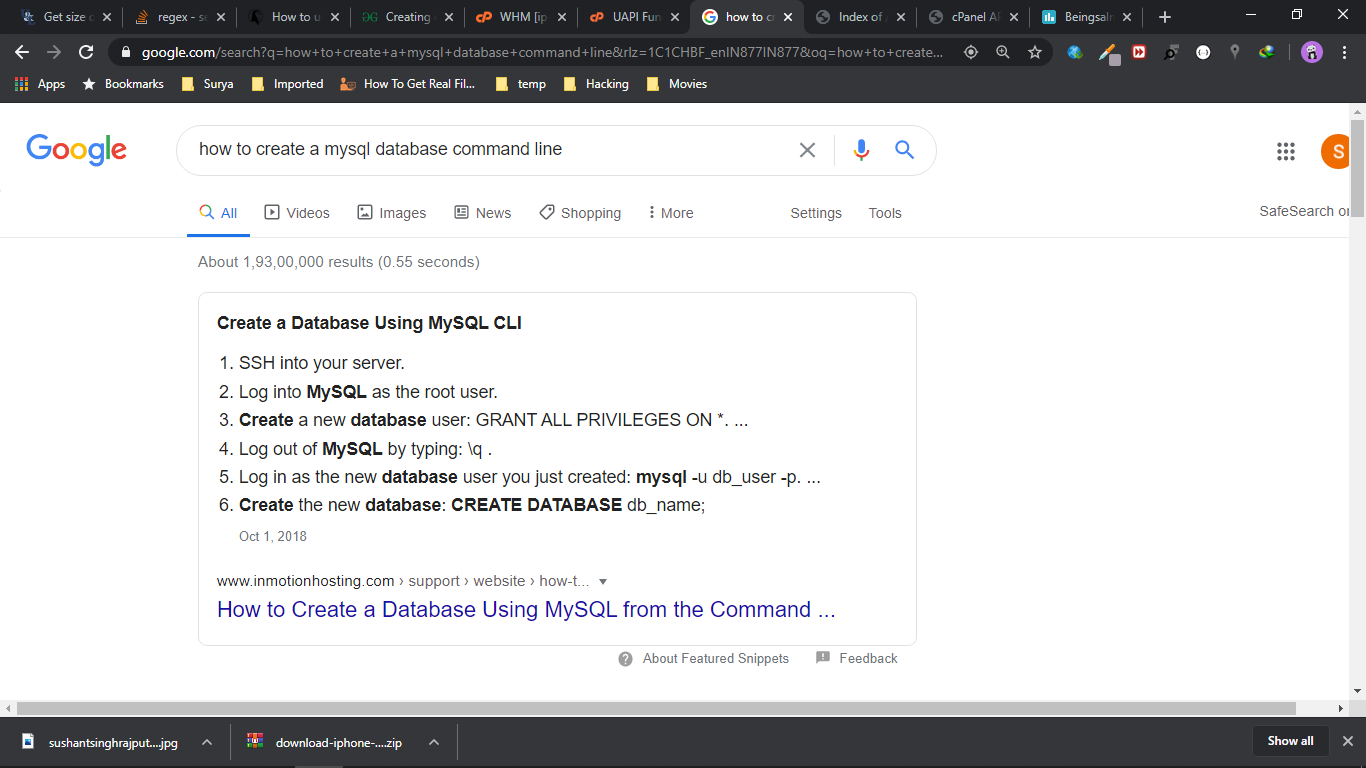 Get size o
regex - s
How to u
Creating
WHM [ip
UAPI Fun
how to c
Index of
cPanel A
Beingsal
google.com/search?q=how+to+create+a+mysql+database+command+line&rlz=1C1CHBF_enIN877IN877&oq=how+to+create...
Apps Bookmarks Surya Imported How To Get Real Fil... temp Hacking Movies
Google
how to create a mysql database command line
S
All Videos Images News Shopping More Settings Tools
SafeSearch on
About 1,93,00,000 results (0.55 seconds)
Create a Database Using MySQL CLI
1. SSH into your server.
2. Log into MySQL as the root user.
3. Create a new database user: GRANT ALL PRIVILEGES ON *. ...
4. Log out of MySQL by typing: \q .
5. Log in as the new database user you just created: mysql -u db_user -p. ...
6. Create the new database: CREATE DATABASE db_name;
Oct 1, 2018
www.inmotionhosting.com › support › website › how-t...
How to Create a Database Using MySQL from the Command ...
About Featured Snippets Feedback
sushantsinghrajput....jpg
download-iphone-....zip
Show all